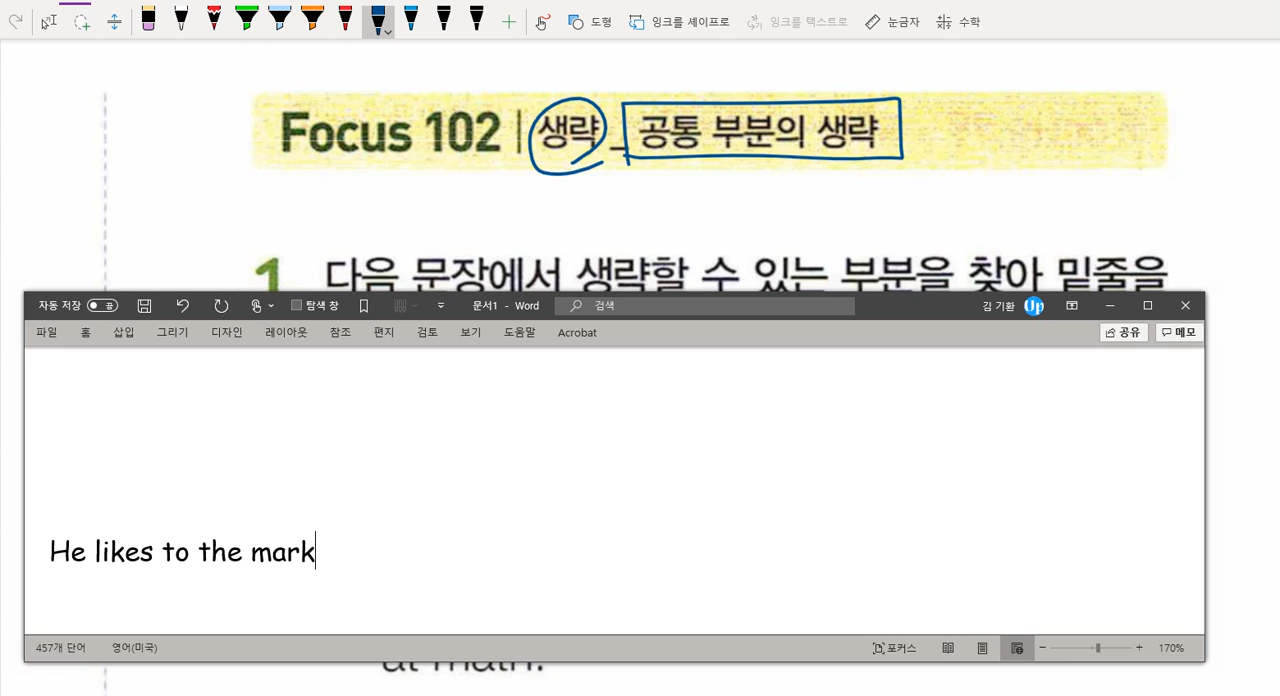 도형 잉크를 셰이프로 잉크를 텍스트로 눈금자 수학
Focus 102 생략 _ 공통 부분의 생략
1 다음 문장에서 생략할 수 있는 부분을 찾아 밑줄을
자동 저장 끔 탐색 창 문서1 - Word 검색 김 기환 Up
파일 홈 삽입 그리기 디자인 레이아웃 참조 편지 검토 보기 도움말 Acrobat 공유 메모
He likes to the mark
457개 단어 영어(미국) 포커스 170%
at math.